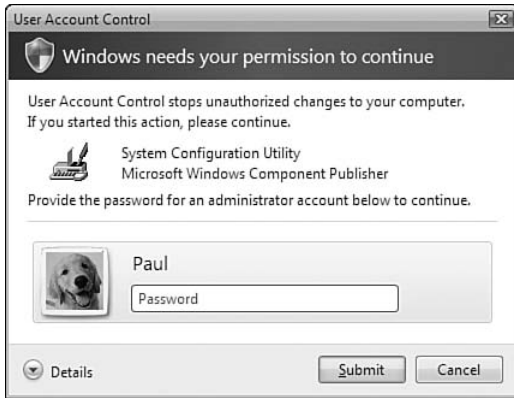 User Account Control
Windows needs your permission to continue
User Account Control stops unauthorized changes to your computer.
If you started this action, please continue.
System Configuration Utility
Microsoft Windows Component Publisher
Provide the password for an administrator account below to continue.
Paul
Password
Details
Submit
Cancel